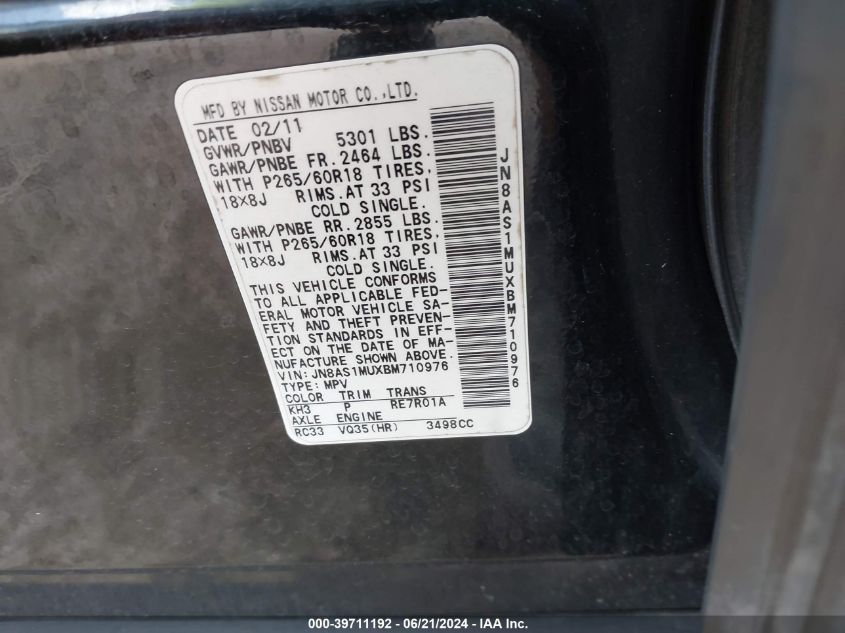 MFD BY NISSAN MOTOR CO.,LTD.
DATE 02/11
GVWR/PNBV 5301 LBS.
GAWR/PNBE FR. 2464 LBS.
WITH P265/60R18 TIRES,
18X8J RIMS.AT 33 PSI
COLD SINGLE.
GAWR/PNBE RR. 2855 LBS.
WITH P265/60R18 TIRES,
18X8J RIMS.AT 33 PSI
COLD SINGLE.
THIS VEHICLE CONFORMS
TO ALL APPLICABLE FED-
ERAL MOTOR VEHICLE SA-
FETY AND THEFT PREVEN-
TION STANDARDS IN EFF-
ECT ON THE DATE OF MA-
NUFACTURE SHOWN ABOVE.
VIN: JN8AS1MUXBM710976
TYPE: MPV
COLOR TRIM TRANS
KH3 P RE7R01A
AXLE ENGINE
RC33 VQ35(HR) 3498CC
JN8AS1MUXBM710976
000-39711192 - 06/21/2024 - IAA Inc.